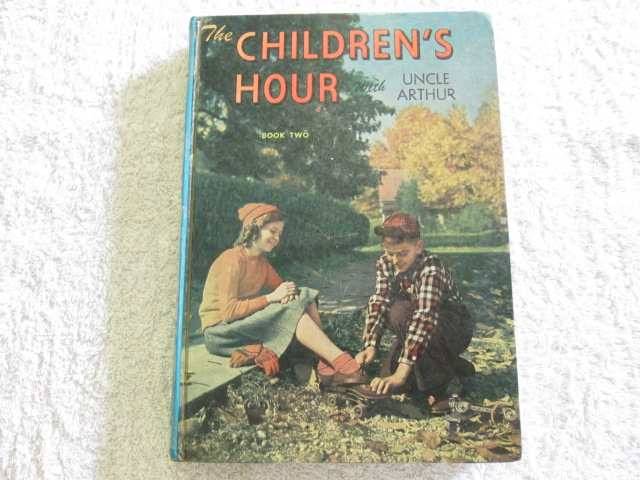 The CHILDREN'S
HOUR with UNCLE
ARTHUR
BOOK TWO